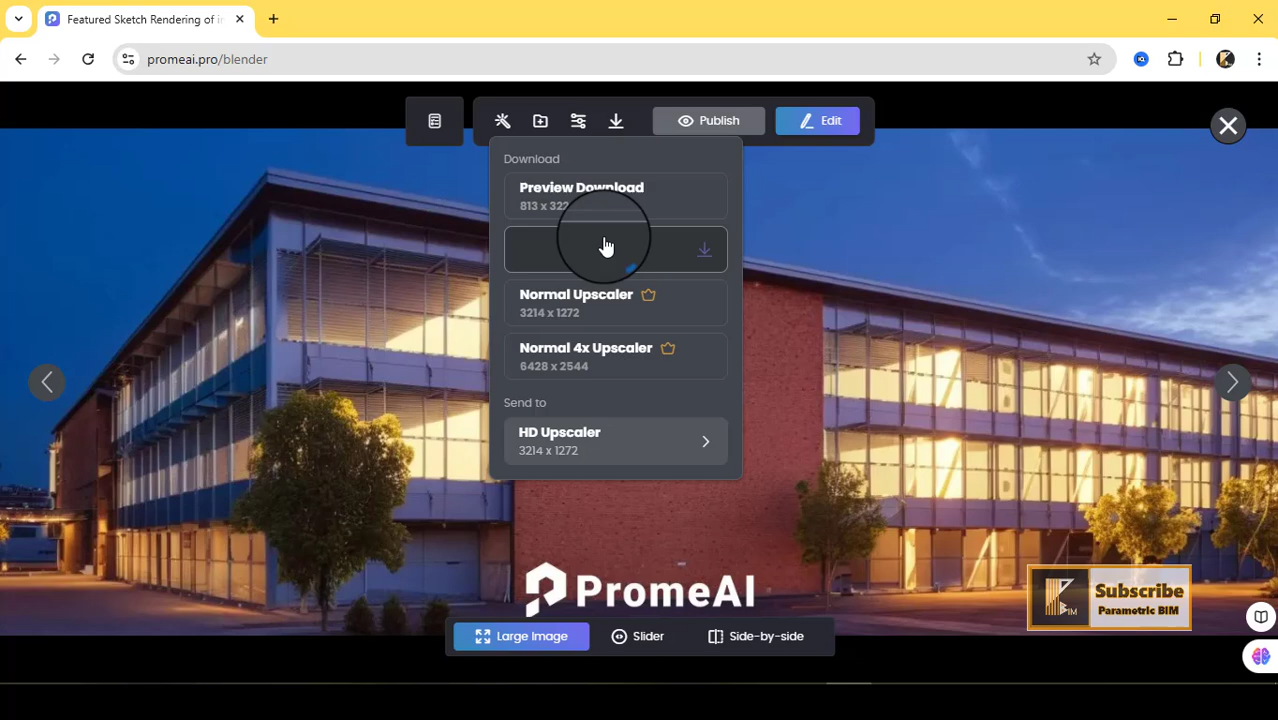 Featured Sketch Rendering of in
promeai.pro/blender
Publish
Edit
Download
Preview Download
813 x 322
Normal Upscaler
3214 x 1272
Normal 4x Upscaler
6428 x 2544
Send to
HD Upscaler
3214 x 1272
PromeAI
Subscribe
Parametric BIM
Large Image
Slider
Side-by-side